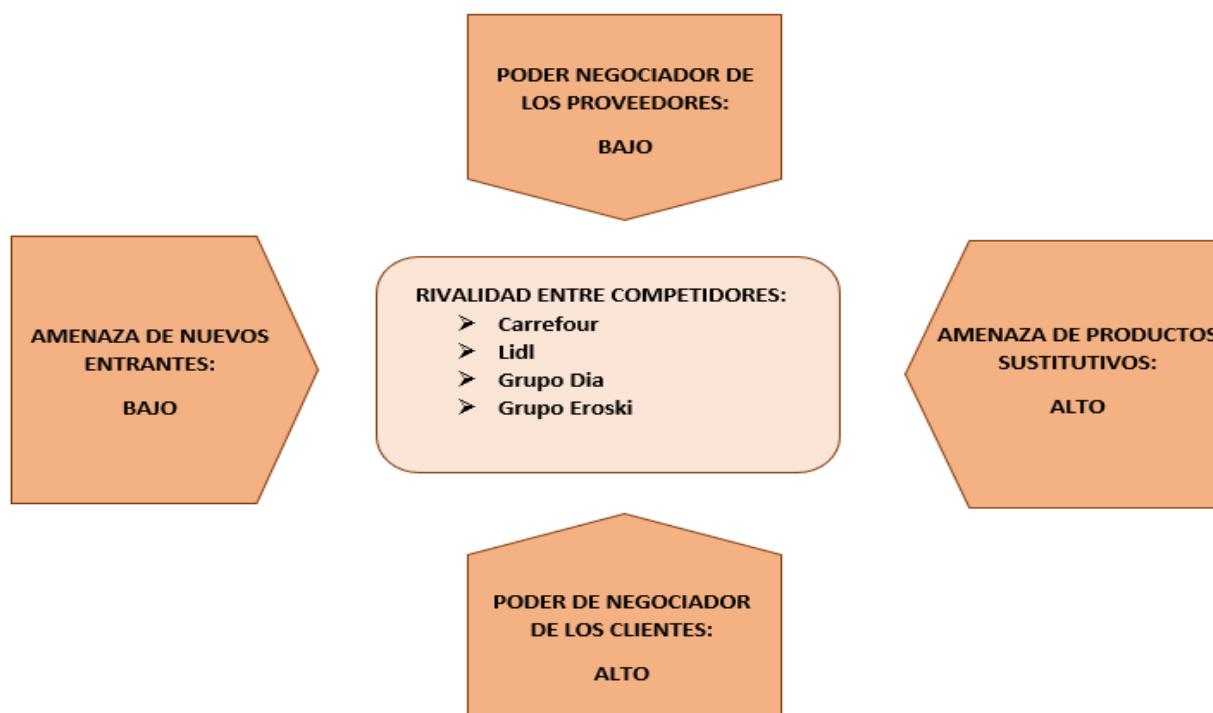 PODER NEGOCIADOR DE
LOS PROVEEDORES:
BAJO
AMENAZA DE NUEVOS
ENTRANTES:
BAJO
RIVALIDAD ENTRE COMPETIDORES:
➤ Carrefour
➤ Lidl
➤ Grupo Dia
➤ Grupo Eroski
AMENAZA DE PRODUCTOS
SUSTITUTIVOS:
ALTO
PODER DE NEGOCIADOR
DE LOS CLIENTES:
ALTO